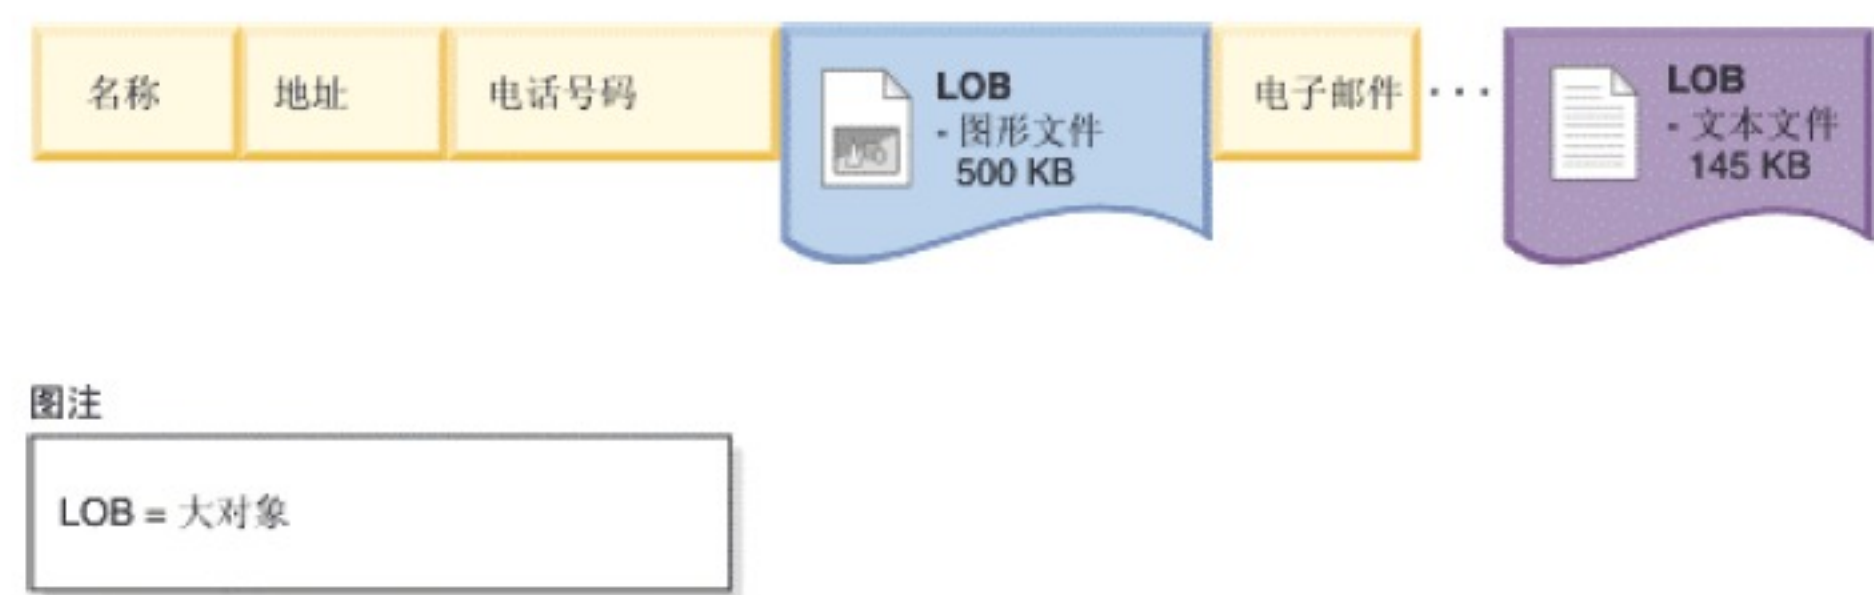 名称
地址
电话号码
LOB
- 图形文件
500 KB
电子邮件 ···
LOB
- 文本文件
145 KB
图注
LOB = 大对象